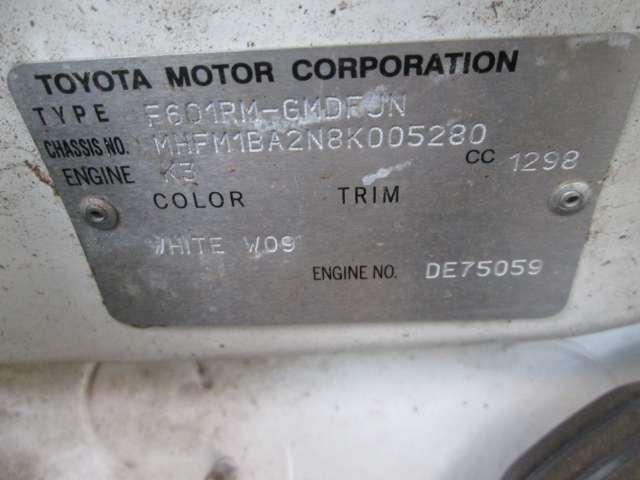 TOYOTA MOTOR CORPORATION
TYPE F601RM-GMDFJN
CHASSIS NO. MHFM1BA2N8K005280
ENGINE K3 CC 1298
COLOR TRIM
WHITE W09
ENGINE NO. DE75059